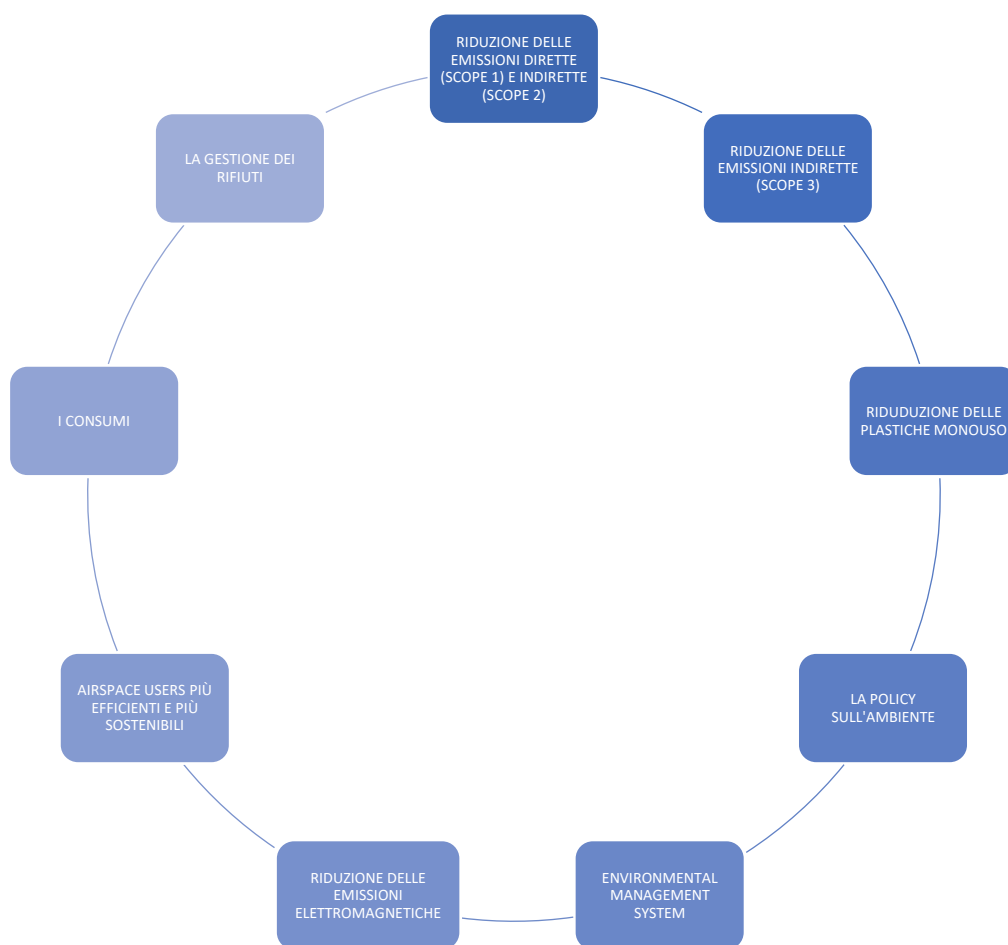 RIDUZIONE DELLE
EMISSIONI DIRETTE
(SCOPE 1) E INDIRETTE
(SCOPE 2)
RIDUZIONE DELLE
EMISSIONI INDIRETTE
(SCOPE 3)
RIDUDUZIONE DELLE
PLASTICHE MONOUSO
LA POLICY
SULL'AMBIENTE
ENVIRONMENTAL
MANAGEMENT
SYSTEM
RIDUZIONE DELLE
EMISSIONI
ELETTROMAGNETICHE
AIRSPACE USERS PIÙ
EFFICIENTI E PIÙ
SOSTENIBILI
I CONSUMI
LA GESTIONE DEI
RIFIUTI